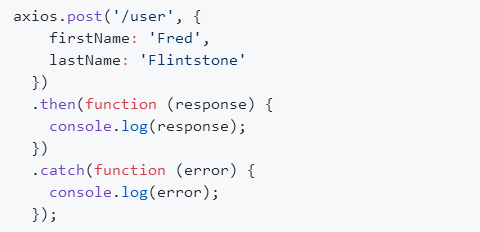 axios.post('/user', {
    firstName: 'Fred',
    lastName: 'Flintstone'
  })
  .then(function (response) {
    console.log(response);
  })
  .catch(function (error) {
    console.log(error);
  });